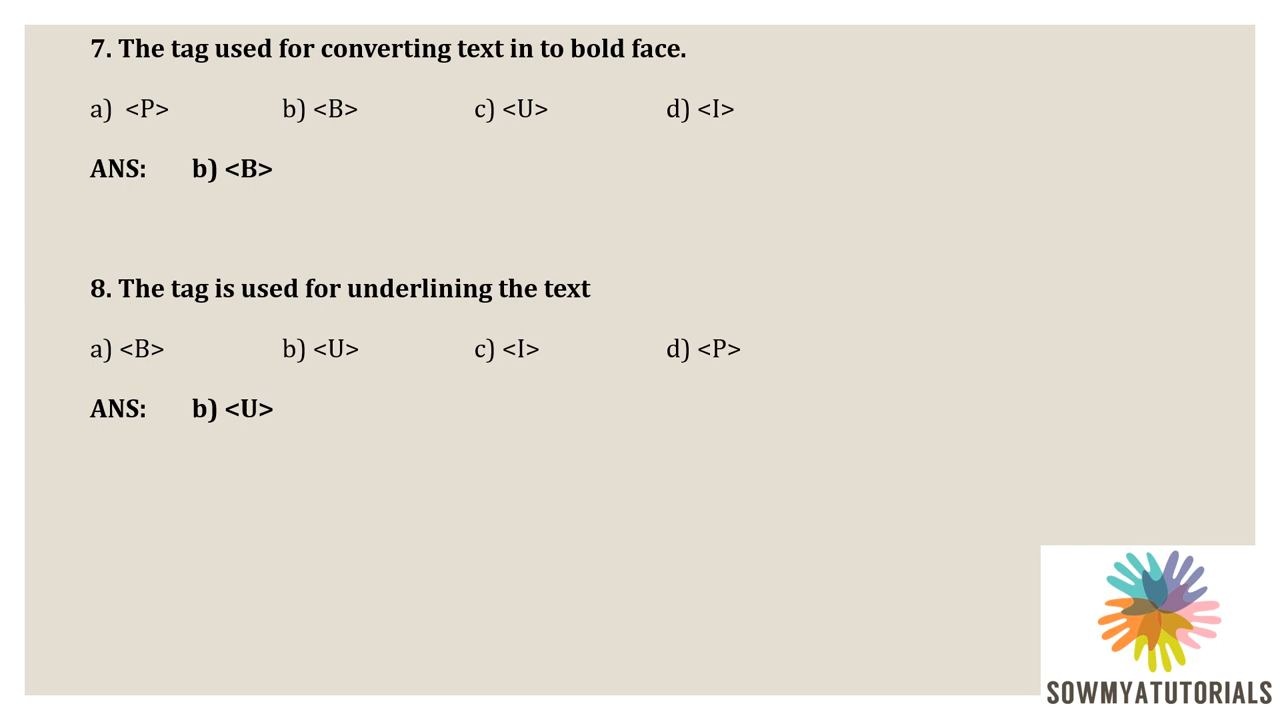 7. The tag used for converting text in to bold face.
a) <P> b) <B> c) <U> d) <I>
ANS: b) <B>
8. The tag is used for underlining the text
a) <B> b) <U> c) <I> d) <P>
ANS: b) <U>
SOWMYATUTORIALS